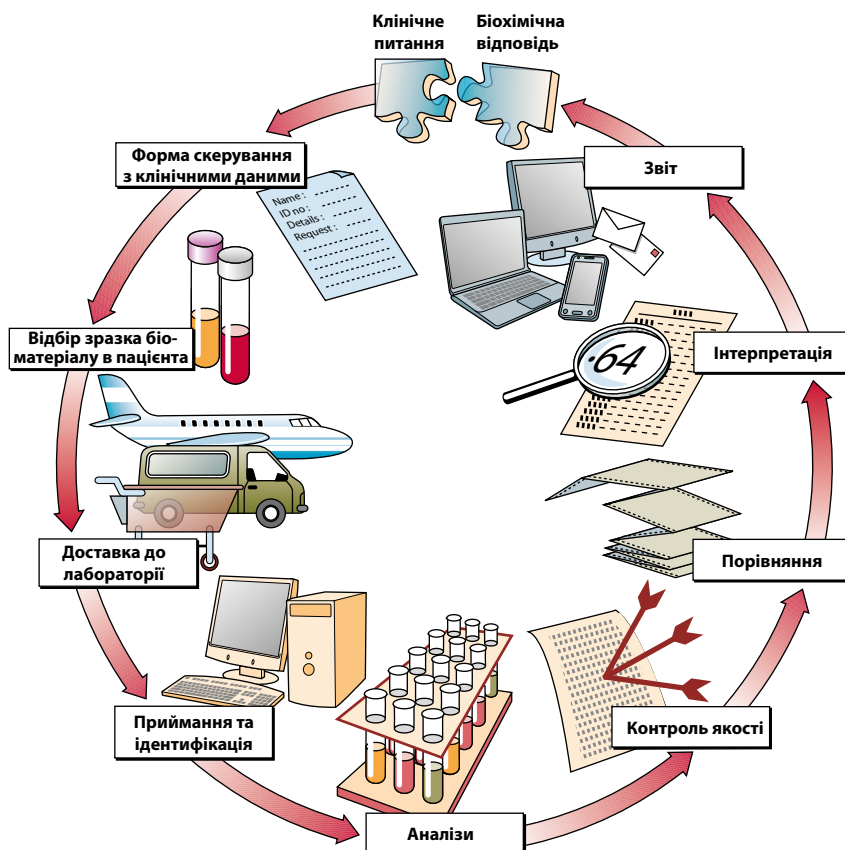 Клінічне
питання
Біохімічна
відповідь
Форма скерування
з клінічними даними
Name :
ID no :
Details :
Request :
Відбір зразка біо-
матеріалу в пацієнта
Доставка до
лабораторії
Приймання та
ідентифікація
Аналізи
Контроль якості
Порівняння
Інтерпретація
·64
Звіт